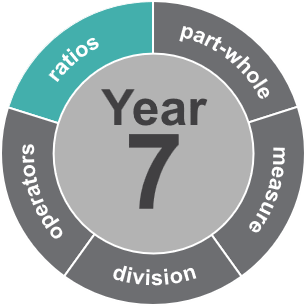 Year
7
part-whole
measure
division
operators
ratios